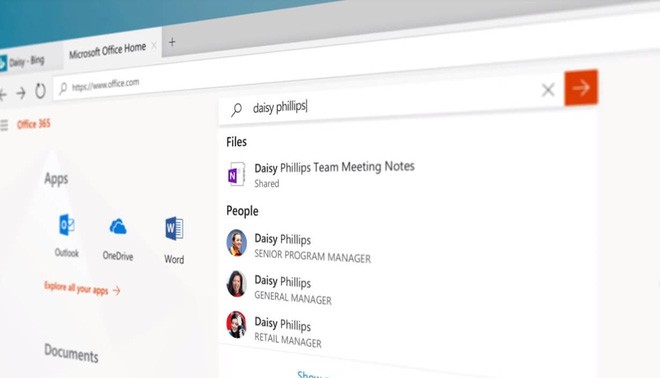 Daisy - Bing
Microsoft Office Home
https://www.office.com
Office 365
daisy phillips
Files
Daisy Phillips Team Meeting Notes
Shared
People
Daisy Phillips
SENIOR PROGRAM MANAGER
Daisy Phillips
GENERAL MANAGER
Daisy Phillips
RETAIL MANAGER
Apps
Outlook
OneDrive
Word
Explore all your apps →
Documents